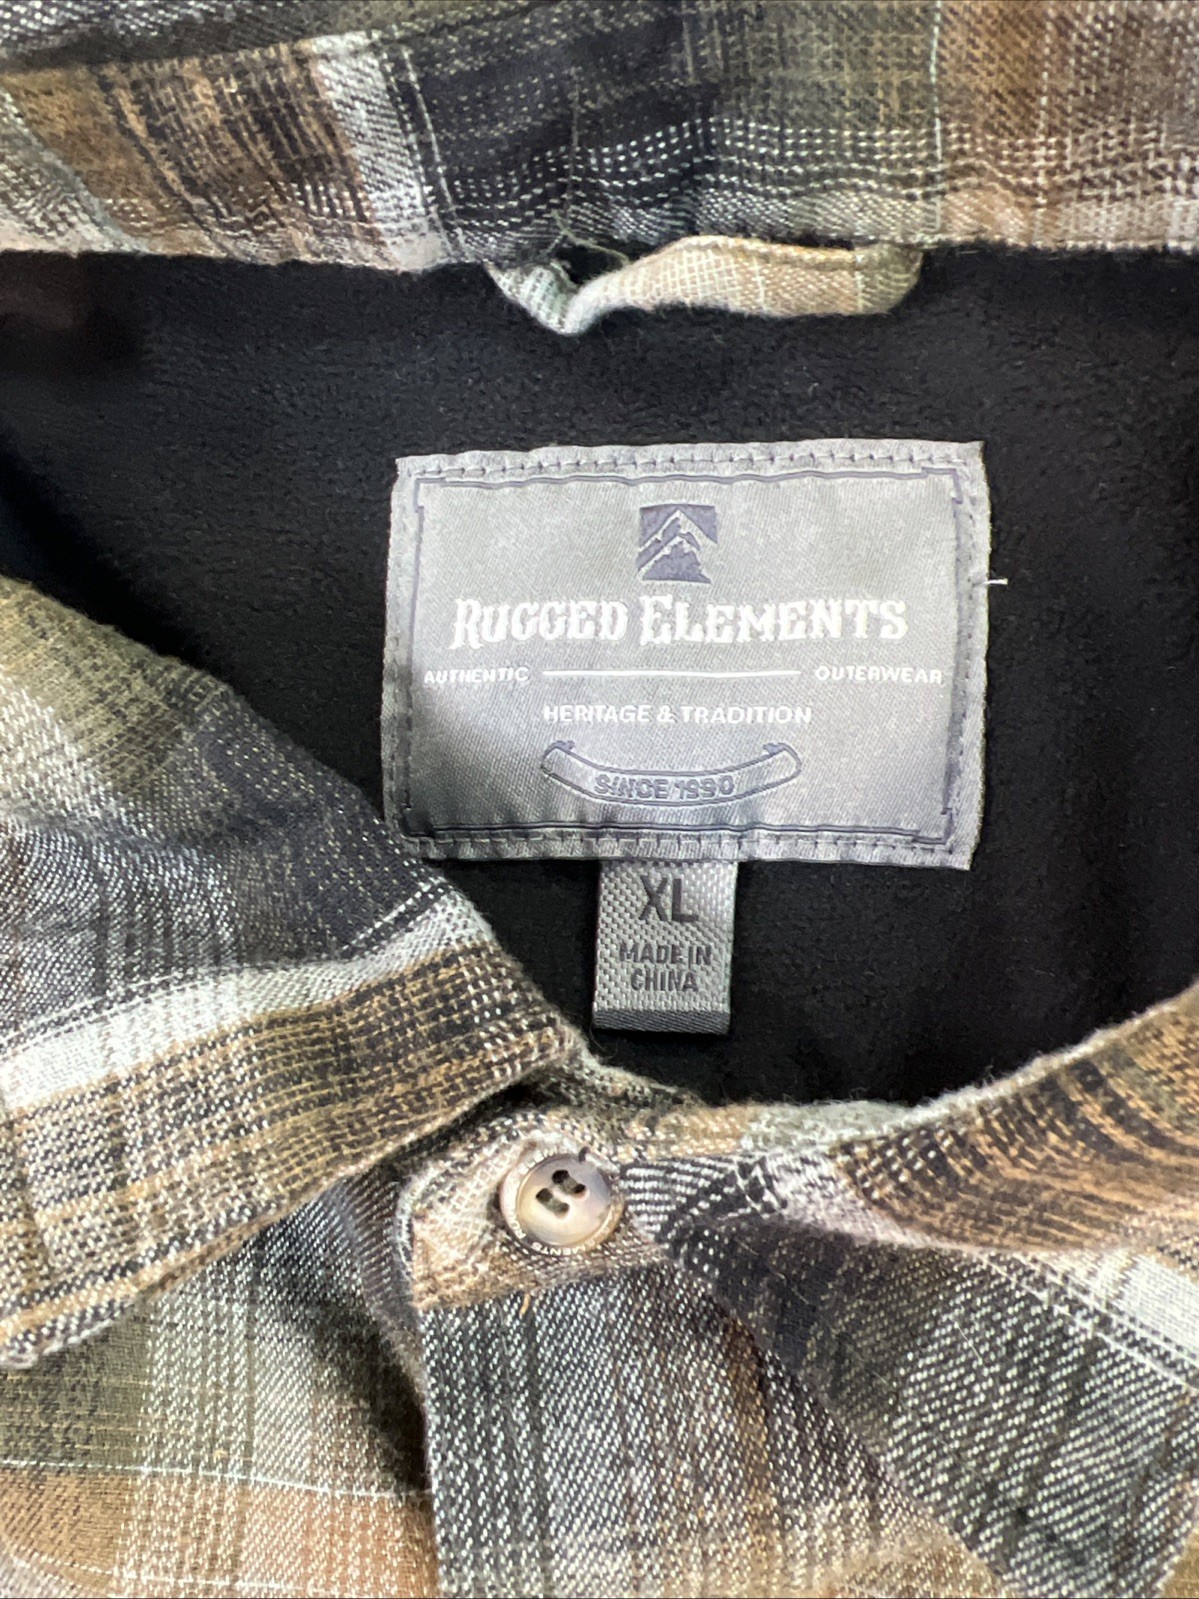 RUGGED ELEMENTS
AUTHENTIC OUTERWEAR
HERITAGE & TRADITION
SINCE 1990
XL
MADE IN
CHINA